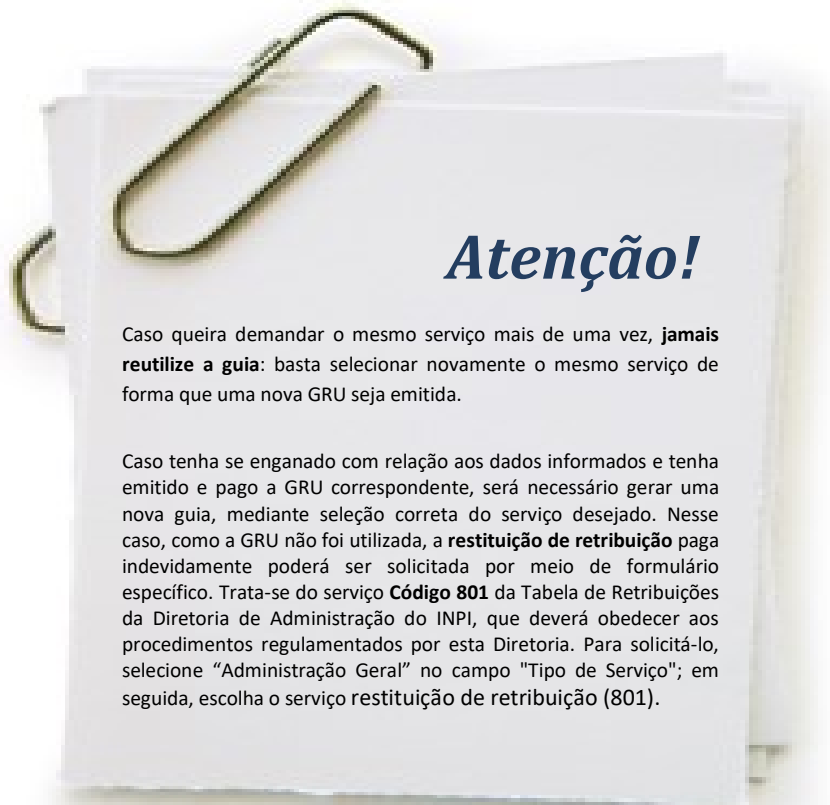 Atenção!
Caso queira demandar o mesmo serviço mais de uma vez, jamais
reutilize a guia: basta selecionar novamente o mesmo serviço de
forma que uma nova GRU seja emitida.
Caso tenha se enganado com relação aos dados informados e tenha
emitido e pago a GRU correspondente, será necessário gerar uma
nova guia, mediante seleção correta do serviço desejado. Nesse
caso, como a GRU não foi utilizada, a restituição de retribuição paga
indevidamente poderá ser solicitada por meio de formulário
específico. Trata-se do serviço Código 801 da Tabela de Retribuições
da Diretoria de Administração do INPI, que deverá obedecer aos
procedimentos regulamentados por esta Diretoria. Para solicitá-lo,
selecione “Administração Geral” no campo "Tipo de Serviço"; em
seguida, escolha o serviço restituição de retribuição (801).